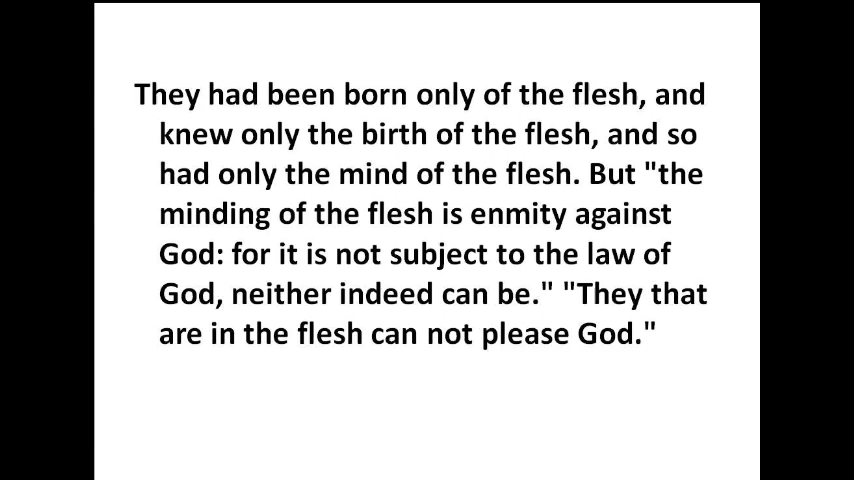 They had been born only of the flesh, and
knew only the birth of the flesh, and so
had only the mind of the flesh. But "the
minding of the flesh is enmity against
God: for it is not subject to the law of
God, neither indeed can be." "They that
are in the flesh can not please God."